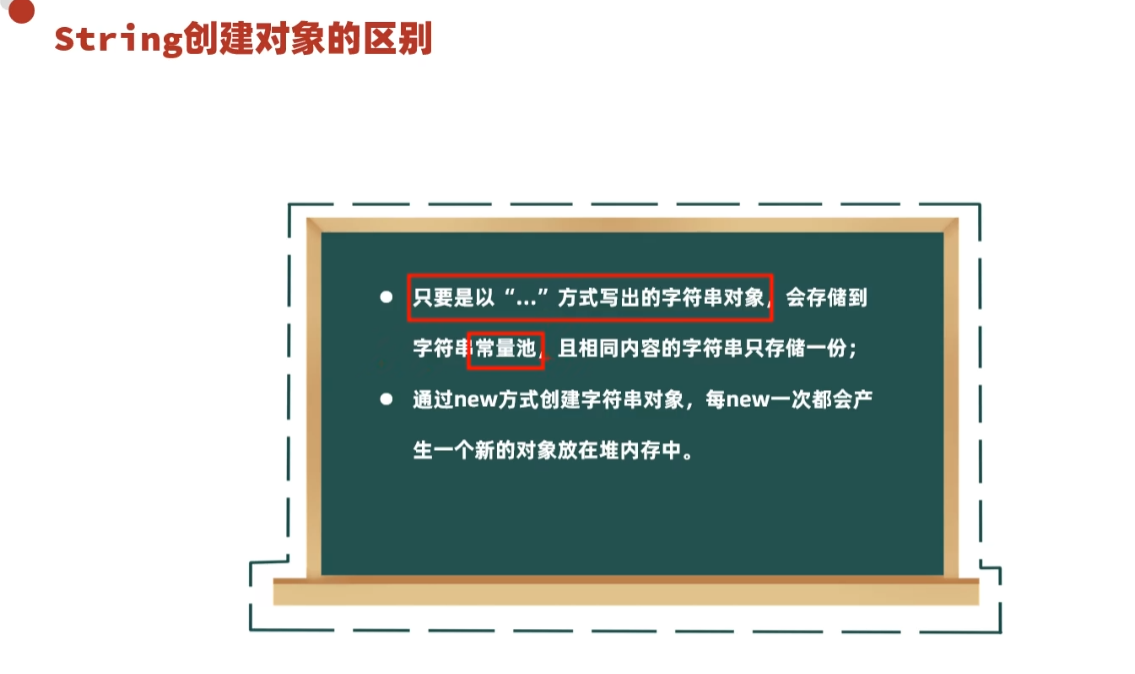 String创建对象的区别
只要是以“...”方式写出的字符串对象，会存储到
字符串常量池，且相同内容的字符串只存储一份；
通过new方式创建字符串对象，每new一次都会产
生一个新的对象放在堆内存中。